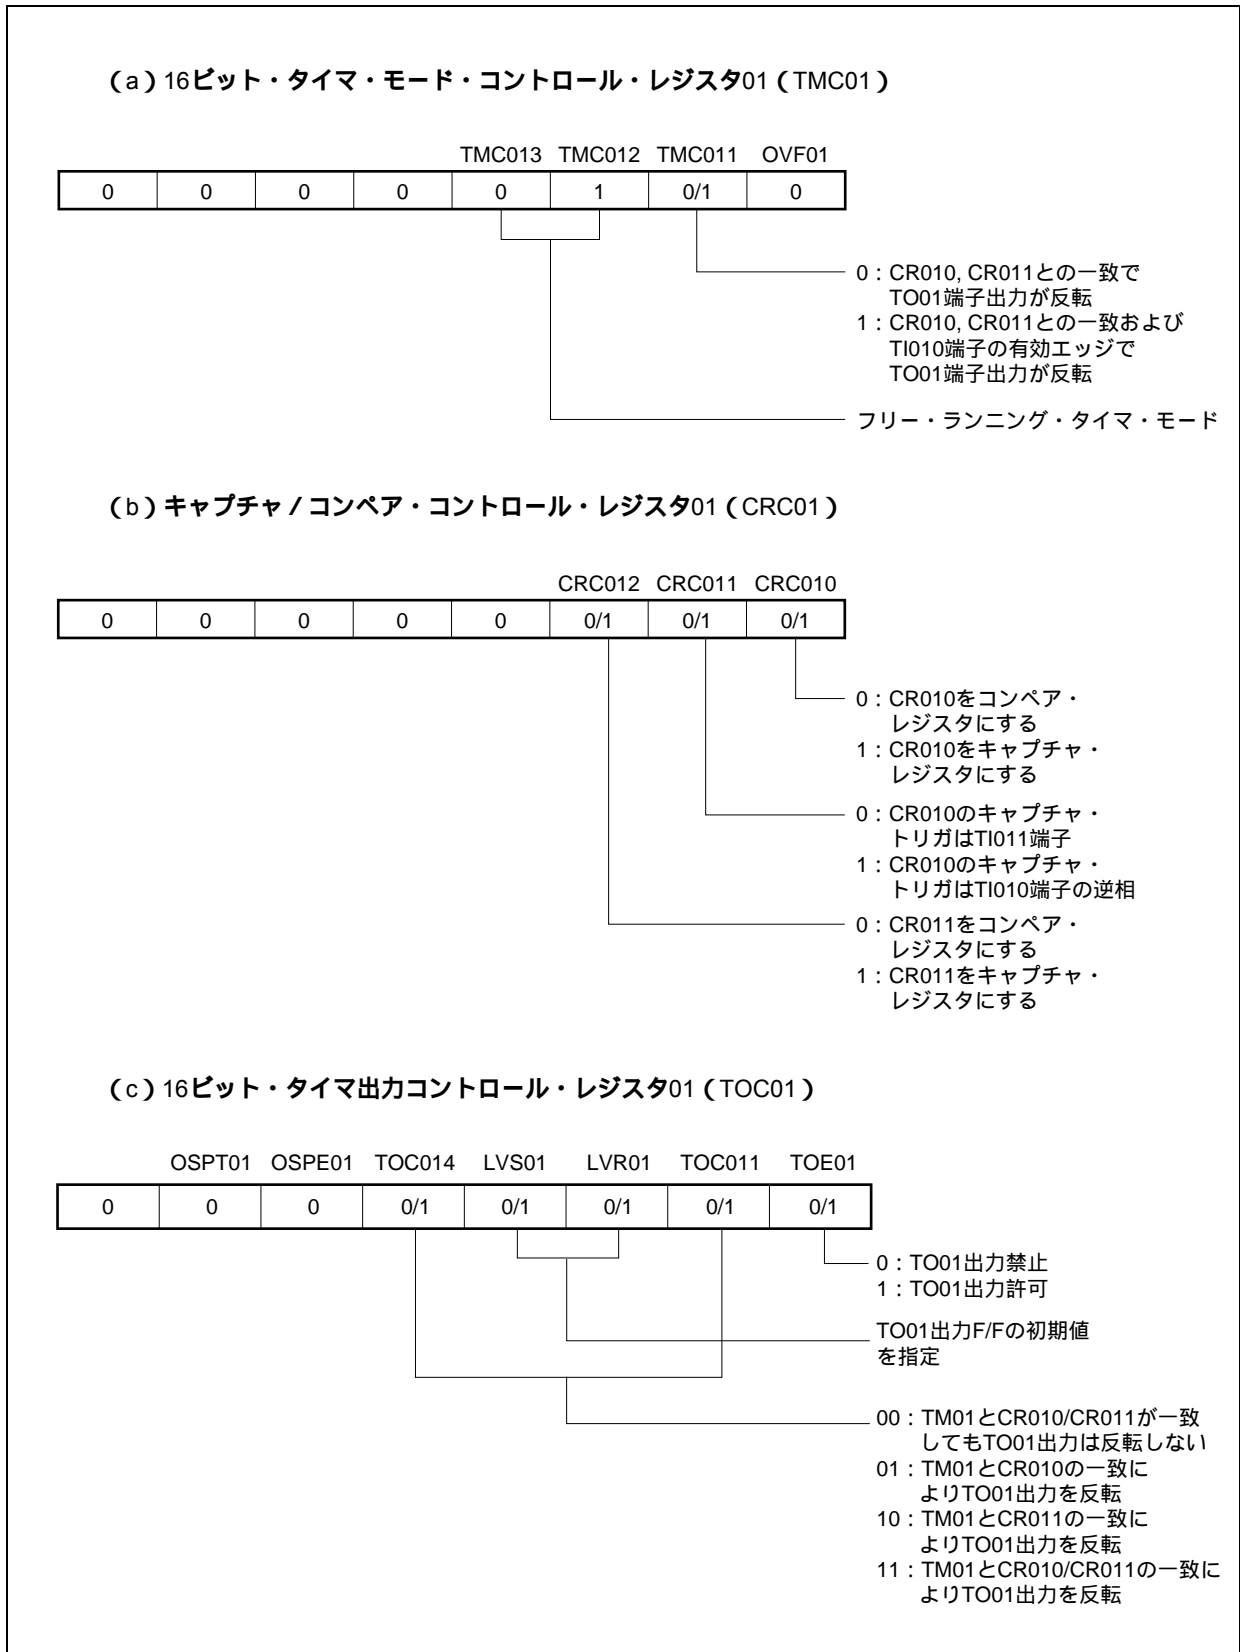 （a）16ビット・タイマ・モード・コントロール・レジスタ01（TMC01）
TMC013 TMC012 TMC011 OVF01
0 0 0 0 0 1 0/1 0
0：CR010, CR011との一致で
TO01端子出力が反転
1：CR010, CR011との一致および
TI010端子の有効エッジで
TO01端子出力が反転
フリー・ランニング・タイマ・モード
（b）キャプチャ／コンペア・コントロール・レジスタ01（CRC01）
CRC012 CRC011 CRC010
0 0 0 0 0 0/1 0/1 0/1
0：CR010をコンペア・
レジスタにする
1：CR010をキャプチャ・
レジスタにする
0：CR010のキャプチャ・
トリガはTI011端子
1：CR010のキャプチャ・
トリガはTI010端子の逆相
0：CR011をコンペア・
レジスタにする
1：CR011をキャプチャ・
レジスタにする
（c）16ビット・タイマ出力コントロール・レジスタ01（TOC01）
OSPT01 OSPE01 TOC014 LVS01 LVR01 TOC011 TOE01
0 0 0 0/1 0/1 0/1 0/1 0/1
0：TO01出力禁止
1：TO01出力許可
TO01出力F/Fの初期値
を指定
00：TM01とCR010/CR011が一致
してもTO01出力は反転しない
01：TM01とCR010の一致に
よりTO01出力を反転
10：TM01とCR011の一致に
よりTO01出力を反転
11：TM01とCR010/CR011の一致に
よりTO01出力を反転